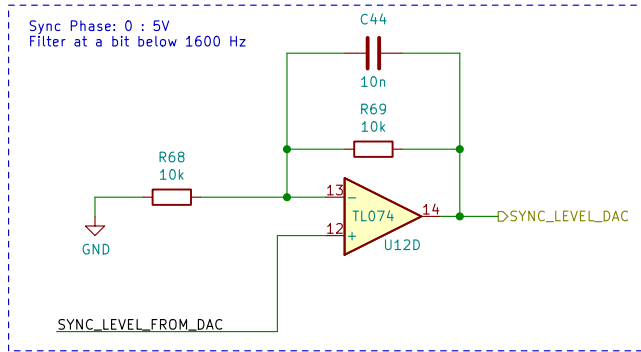 Sync Phase: 0 : 5V
Filter at a bit below 1600 Hz
C44
10n
R69
10k
R68
10k
13
TL074
14
SYNC_LEVEL_DAC
12
U12D
GND
SYNC_LEVEL_FROM_DAC